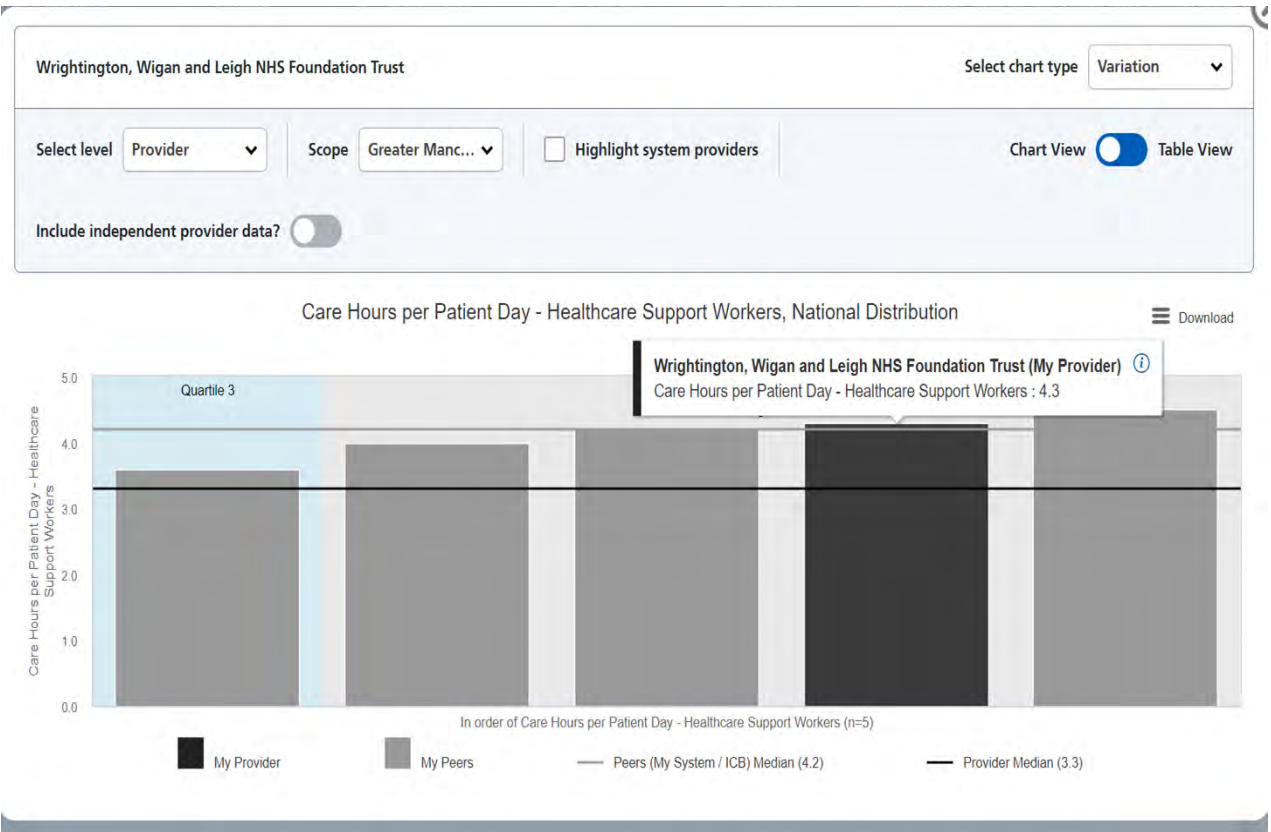 Wrightington, Wigan and Leigh NHS Foundation Trust
Select chart type Variation
Select level Provider Scope Greater Manc... Highlight system providers Chart View Table View
Include independent provider data?
Care Hours per Patient Day - Healthcare Support Workers, National Distribution
Download
Wrightington, Wigan and Leigh NHS Foundation Trust (My Provider)
Care Hours per Patient Day - Healthcare Support Workers : 4.3
Quartile 3
Care Hours per Patient Day - Healthcare
Support Workers
5.0
4.0
3.0
2.0
1.0
0.0
In order of Care Hours per Patient Day - Healthcare Support Workers (n=5)
My Provider My Peers Peers (My System / ICB) Median (4.2) Provider Median (3.3)